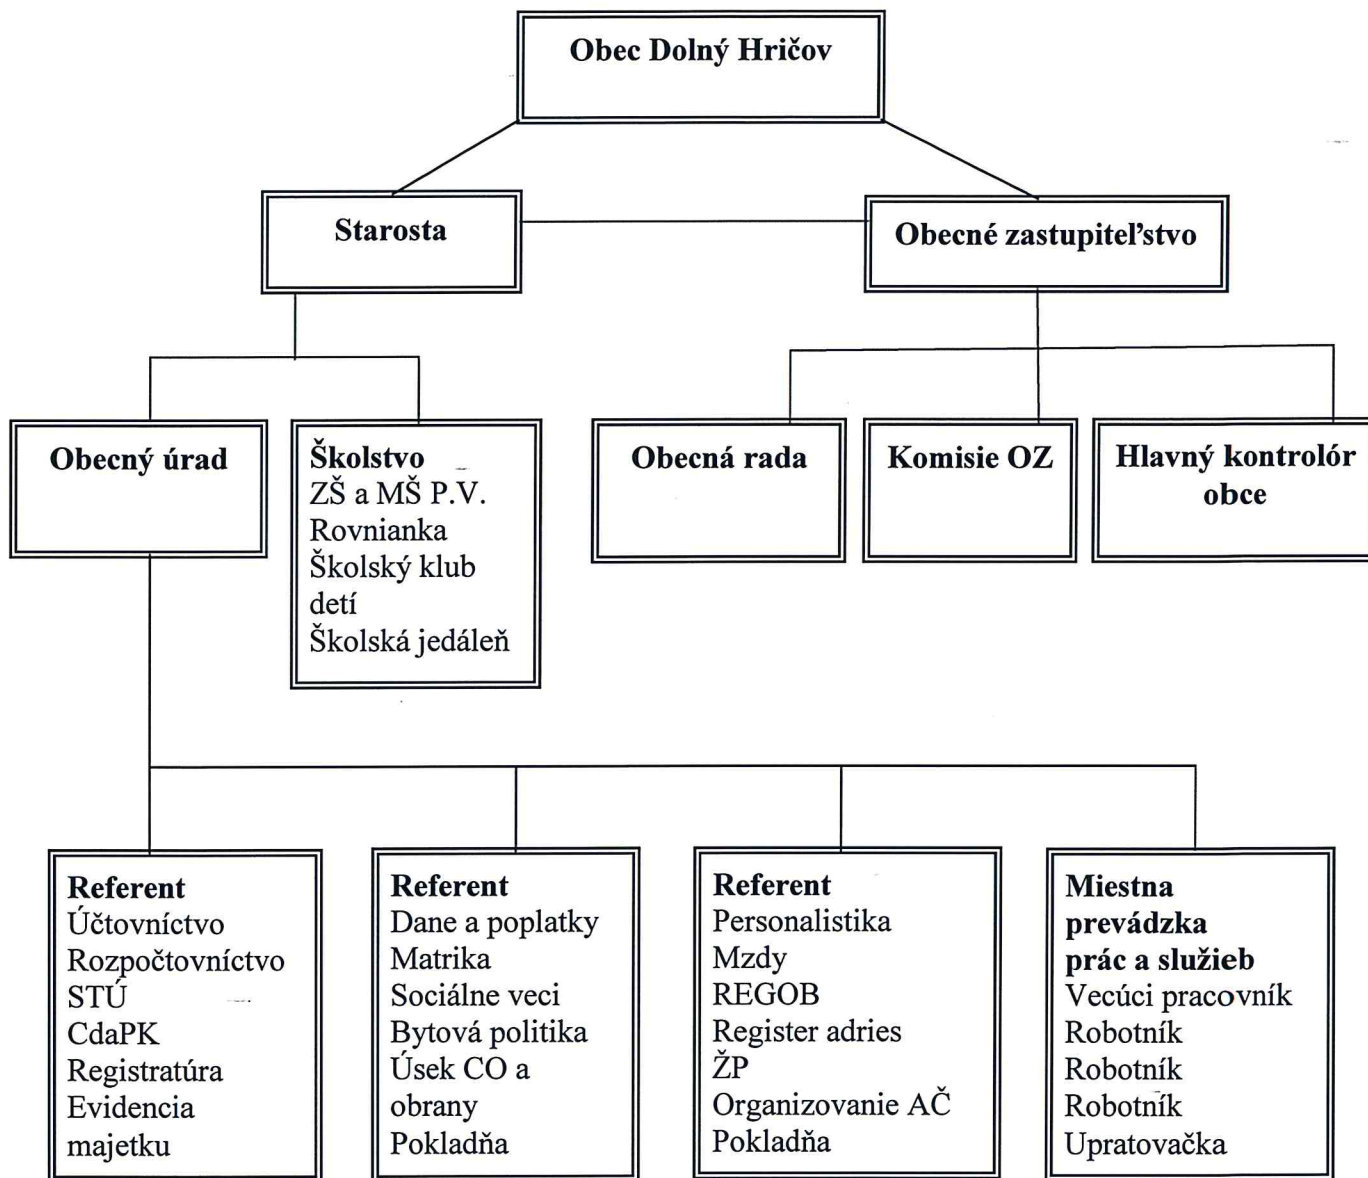 Obec Dolný Hričov
Starosta
Obecné zastupiteľstvo
Obecný úrad
Školstvo
ZŠ a MŠ P.V.
Rovnianka
Školský klub
detí
Školská jedáleň
Obecná rada
Komisie OZ
Hlavný kontrolór
obce
Referent
Účtovníctvo
Rozpočtovníctvo
STÚ
CdaPK
Registratúra
Evidencia
majetku
Referent
Dane a poplatky
Matrika
Sociálne veci
Bytová politika
Úsek CO a
obrany
Pokladňa
Referent
Personalistika
Mzdy
REGOB
Register adries
ŽP
Organizovanie AČ
Pokladňa
Miestna
prevádzka
prác a služieb
Vecúci pracovník
Robotník
Robotník
Robotník
Upratovačka